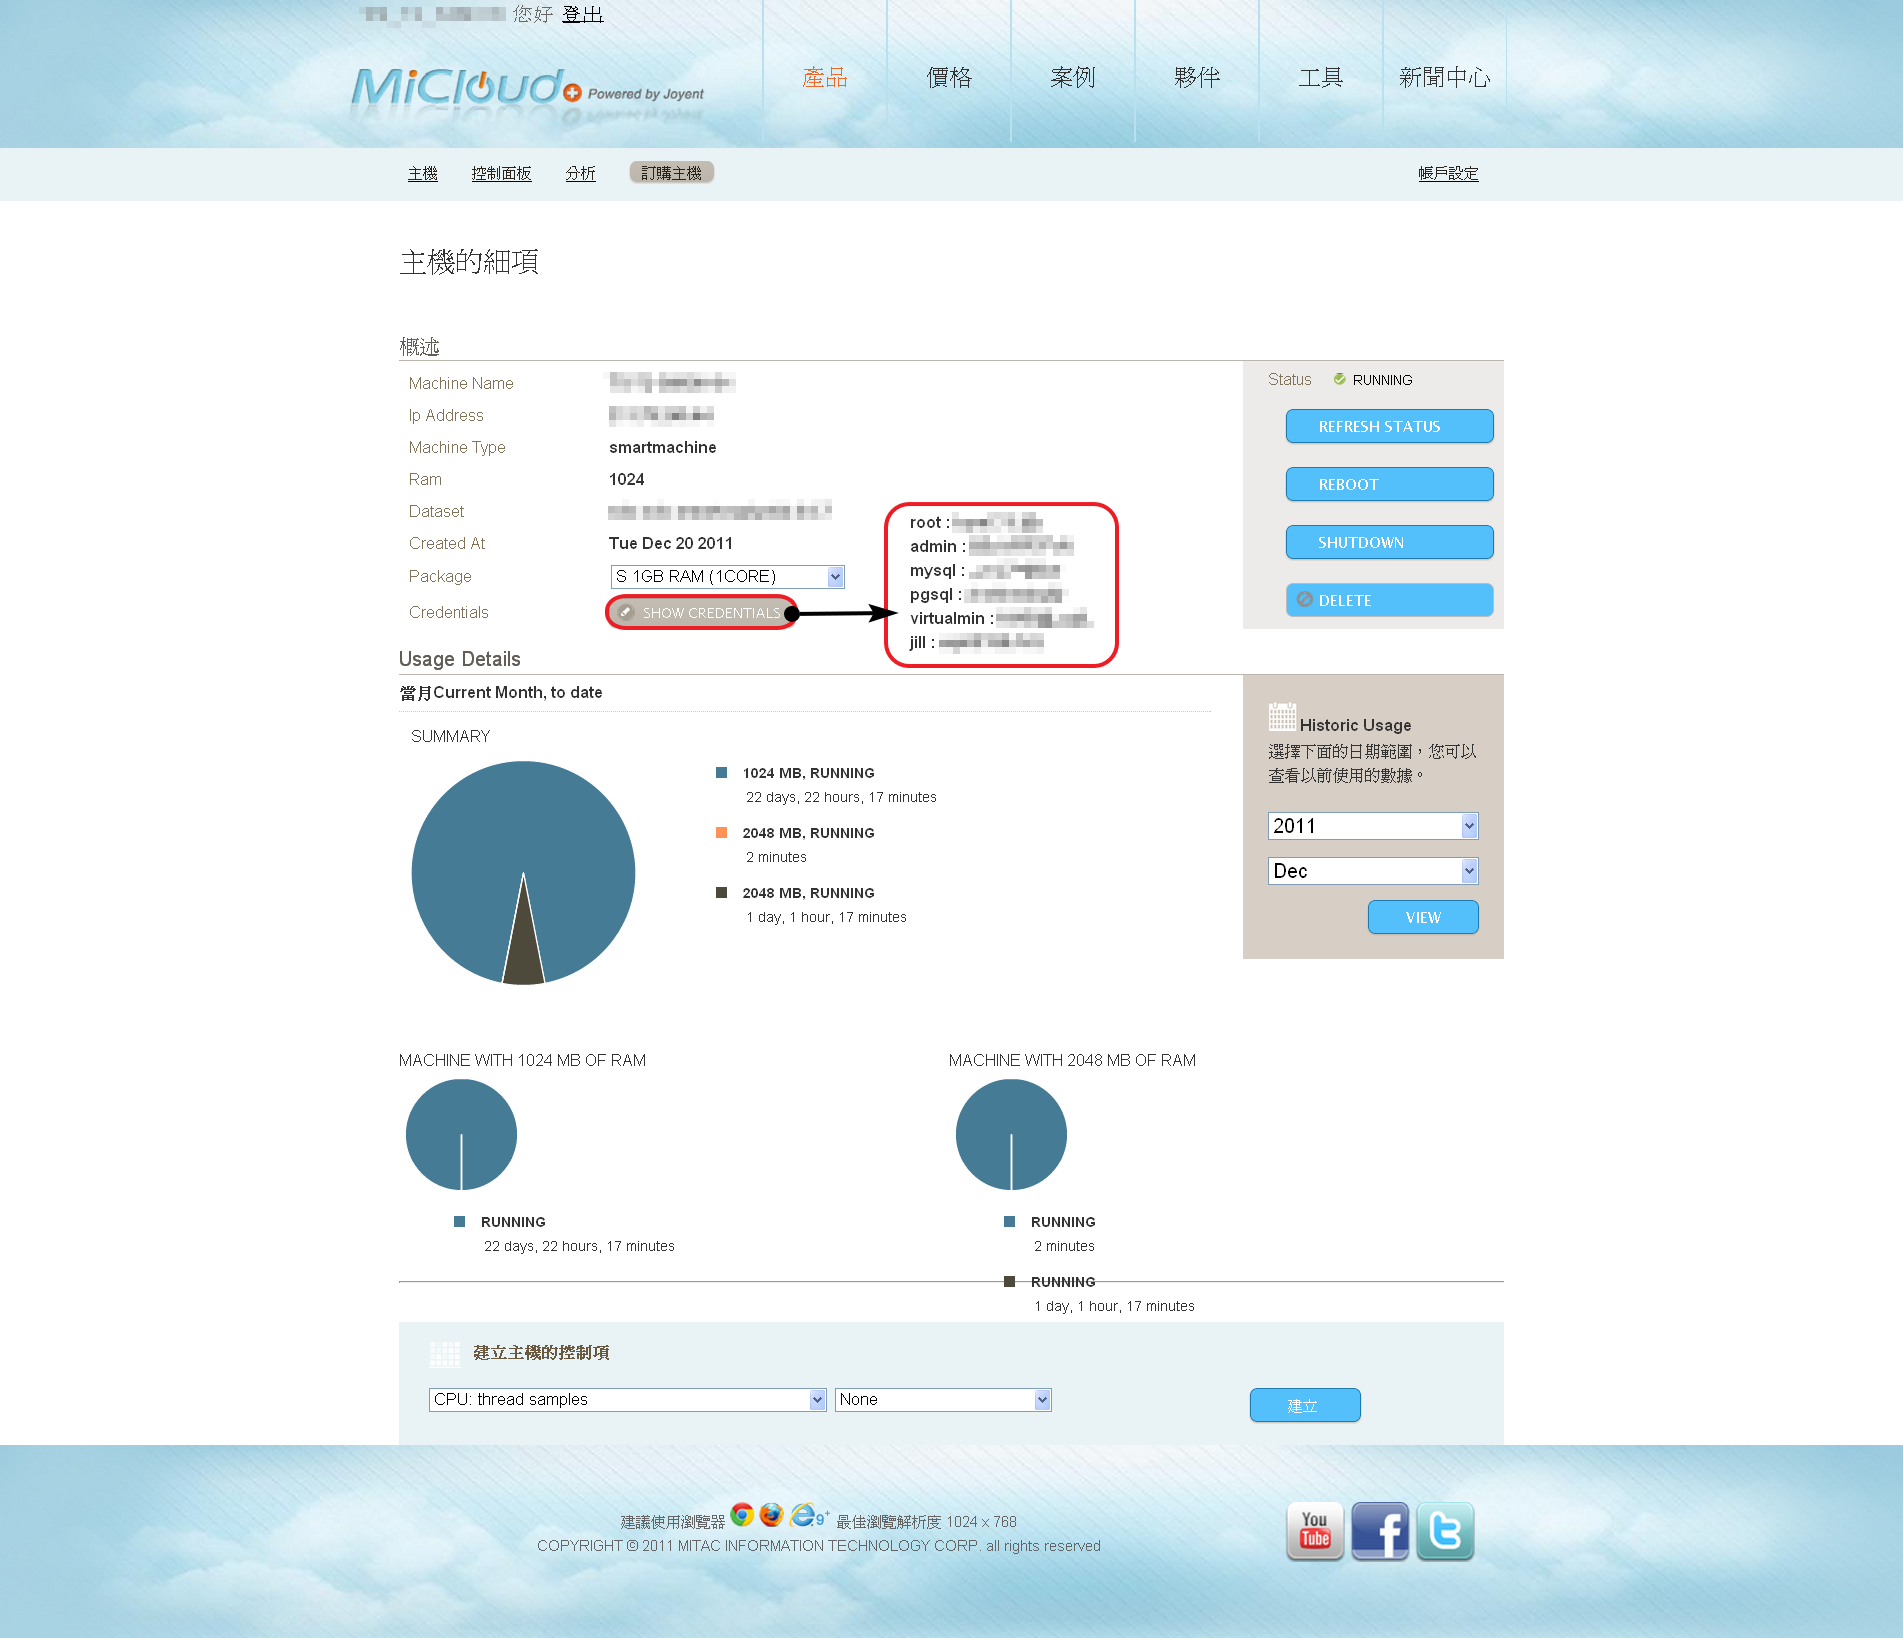 您好 登出
MiCloud Powered by Joyent
產品 價格 案例 夥伴 工具 新聞中心
主機 控制面板 分析 訂購主機 帳戶設定
主機的細項
概述
Machine Name
Ip Address
Machine Type smartmachine
Ram 1024
Dataset
Created At Tue Dec 20 2011
Package S 1GB RAM (1CORE)
Credentials SHOW CREDENTIALS
root :
admin :
mysql :
pgsql :
virtualmin :
jill :
Status RUNNING
REFRESH STATUS
REBOOT
SHUTDOWN
DELETE
Usage Details
當月Current Month, to date
SUMMARY
1024 MB, RUNNING
22 days, 22 hours, 17 minutes
2048 MB, RUNNING
2 minutes
2048 MB, RUNNING
1 day, 1 hour, 17 minutes
Historic Usage
選擇下面的日期範圍，您可以
查看以前使用的數據。
2011
Dec
VIEW
MACHINE WITH 1024 MB OF RAM
RUNNING
22 days, 22 hours, 17 minutes
MACHINE WITH 2048 MB OF RAM
RUNNING
2 minutes
RUNNING
1 day, 1 hour, 17 minutes
建立主機的控制項
CPU: thread samples None 建立
建議使用瀏覽器 9+ 最佳瀏覽解析度 1024 x 768
COPYRIGHT © 2011 MITAC INFORMATION TECHNOLOGY CORP. all rights reserved
You
Tube